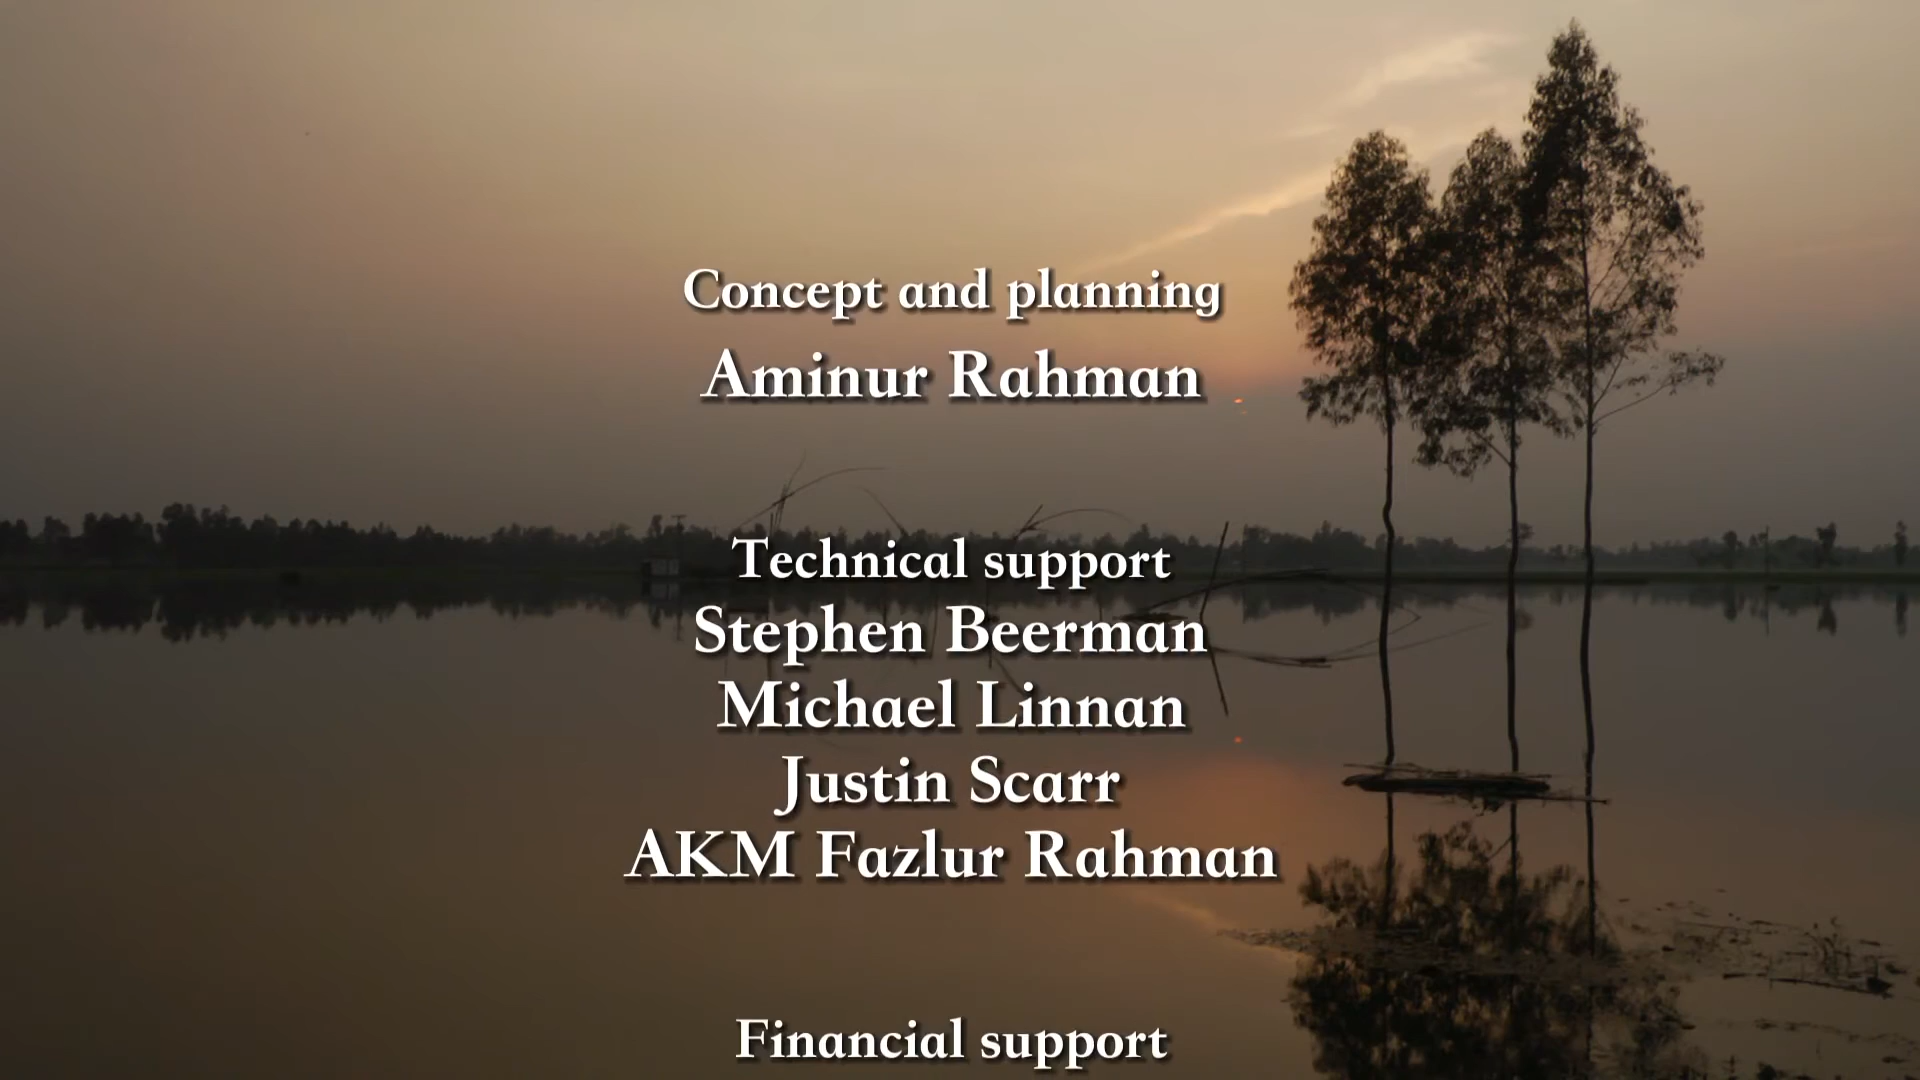 Concept and planning
Aminur Rahman
Technical support
Stephen Beerman
Michael Linnan
Justin Scarr
AKM Fazlur Rahman
Financial support